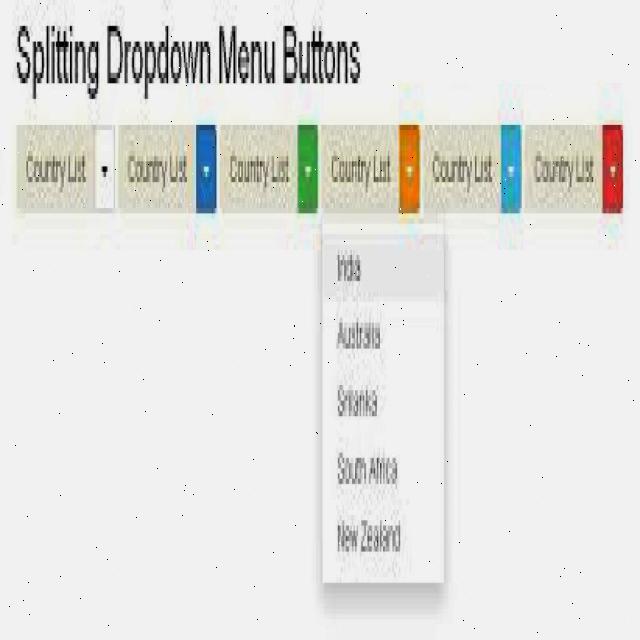 Splitting Dropdown Menu Buttons
Country List Country List Country List Country List Country List Country List
India
Australia
Srilanka
South Africa
New Zealand